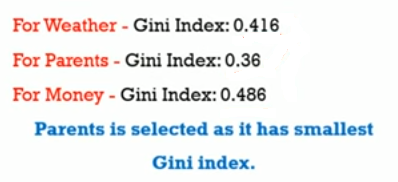 For Weather - Gini Index: 0.416
For Parents - Gini Index: 0.36
For Money - Gini Index: 0.486
Parents is selected as it has smallest
Gini index.